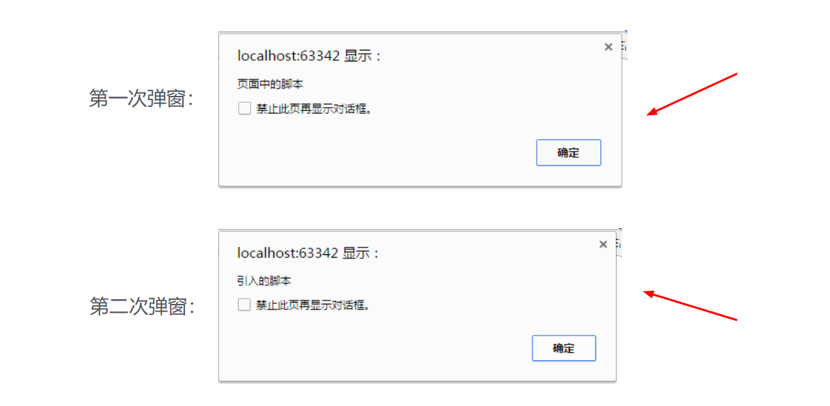 localhost:63342 显示：
页面中的脚本
第一次弹窗：
禁止此页再显示对话框。
确定
localhost:63342 显示：
引入的脚本
第二次弹窗：
禁止此页再显示对话框。
确定